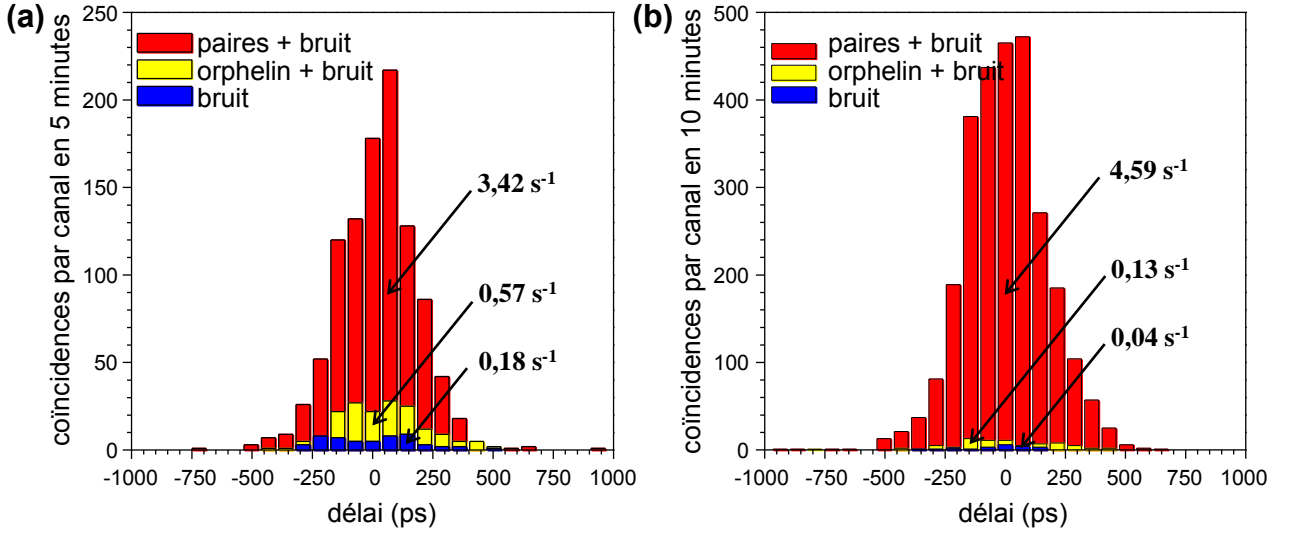 (a)
coïncidences par canal en 5 minutes
250
200
150
100
50
0
paires + bruit
orphelin + bruit
bruit
3,42 s-1
0,57 s-1
0,18 s-1
-1000 -750 -500 -250 0 250 500 750 1000
délai (ps)
(b)
coïncidences par canal en 10 minutes
500
400
300
200
100
0
paires + bruit
orphelin + bruit
bruit
4,59 s-1
0,13 s-1
0,04 s-1
-1000 -750 -500 -250 0 250 500 750 1000
délai (ps)